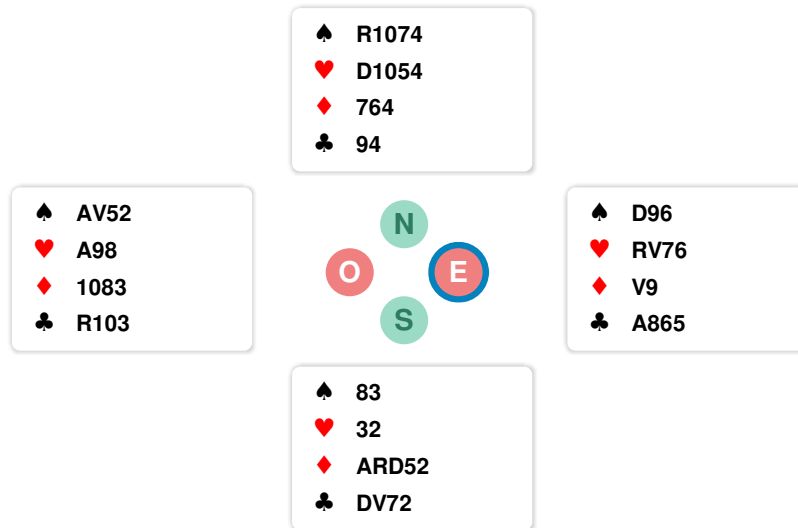 ♠ R1074
♥ D1054
♦ 764
♣ 94
♠ AV52
♥ A98
♦ 1083
♣ R103
N
O
E
S
♠ D96
♥ RV76
♦ V9
♣ A865
♠ 83
♥ 32
♦ ARD52
♣ DV72